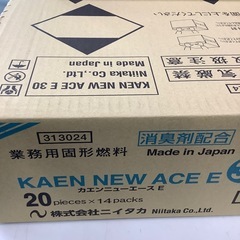 KAEN NEW ACE E 30
Niitaka Co.,Ltd.
Made in Japan
火気厳禁
取扱注意
313024
消臭剤配合
業務用固形燃料
Made in Japan
KAEN NEW ACE E
カエンニューエース E
20 pieces × 14 packs
株式会社ニイタカ Niitaka Co.,Ltd.